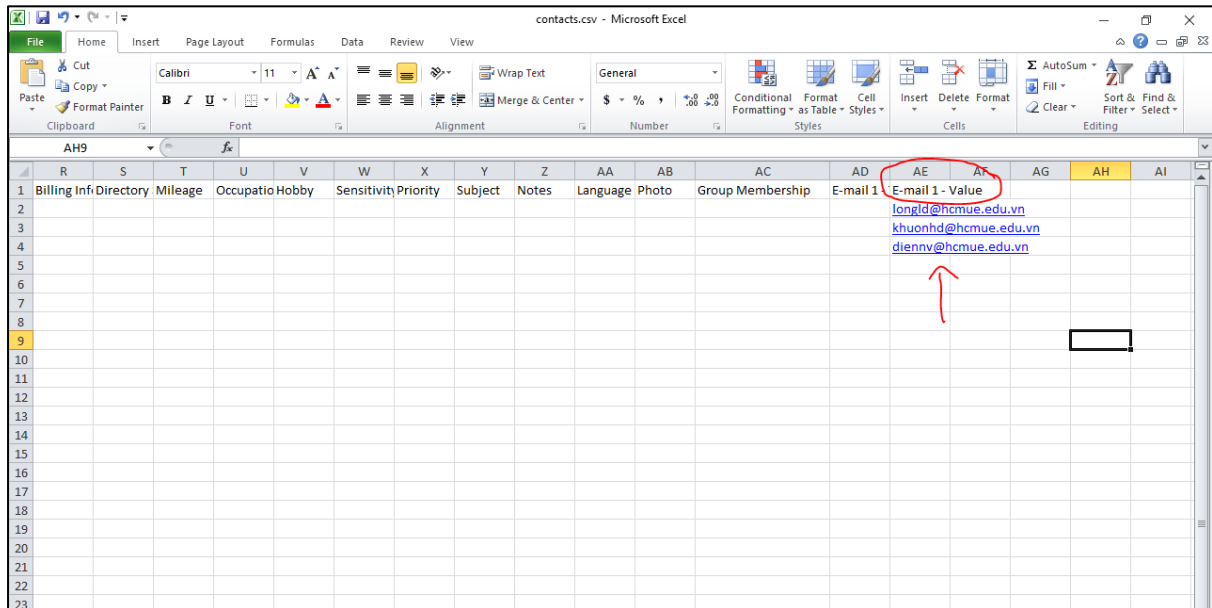 contacts.csv - Microsoft Excel
File Home Insert Page Layout Formulas Data Review View
Paste
Cut
Copy
Format Painter
Clipboard
Calibri 11 A A
B I U A
Font
Wrap Text
Merge & Center
Alignment
General
$ % , .00 .0
Number
Conditional Formatting
Format as Table
Cell Styles
Styles
Insert Delete Format
Cells
Σ AutoSum
Fill
Clear
Sort & Filter
Find & Select
Editing
AH9 fx
R S T U V W X Y Z AA AB AC AD AE AF AG AH AI
1 Billing Inf Directory Mileage Occupatio Hobby Sensitivity Priority Subject Notes Language Photo Group Membership E-mail 1 - E-mail 1 - Value
2 longld@hcmue.edu.vn
3 khuonhd@hcmue.edu.vn
4 diennv@hcmue.edu.vn
5
6
7
8
9
10
11
12
13
14
15
16
17
18
19
20
21
22
23